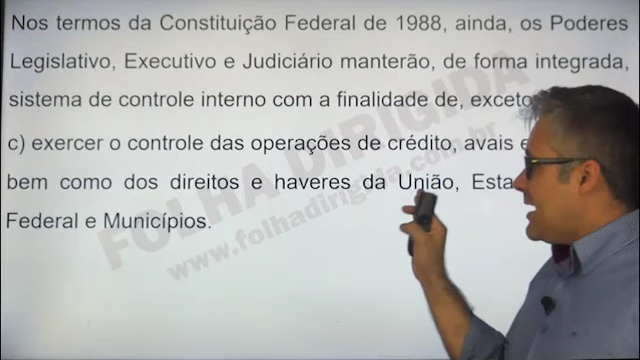 Nos termos da Constituição Federal de 1988, ainda, os Poderes
Legislativo, Executivo e Judiciário manterão, de forma integrada,
sistema de controle interno com a finalidade de, exceto
c) exercer o controle das operações de crédito, avais e
bem como dos direitos e haveres da União,
Federal e Municípios.
FOLHA DIRIGIDA
www.folhadirigida.com.br